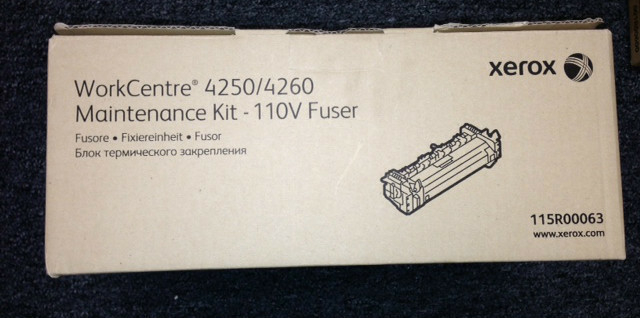 xerox
WorkCentre® 4250/4260
Maintenance Kit - 110V Fuser
Fusore • Fixiereinheit • Fusor
Блок термического закрепления
115R00063
www.xerox.com